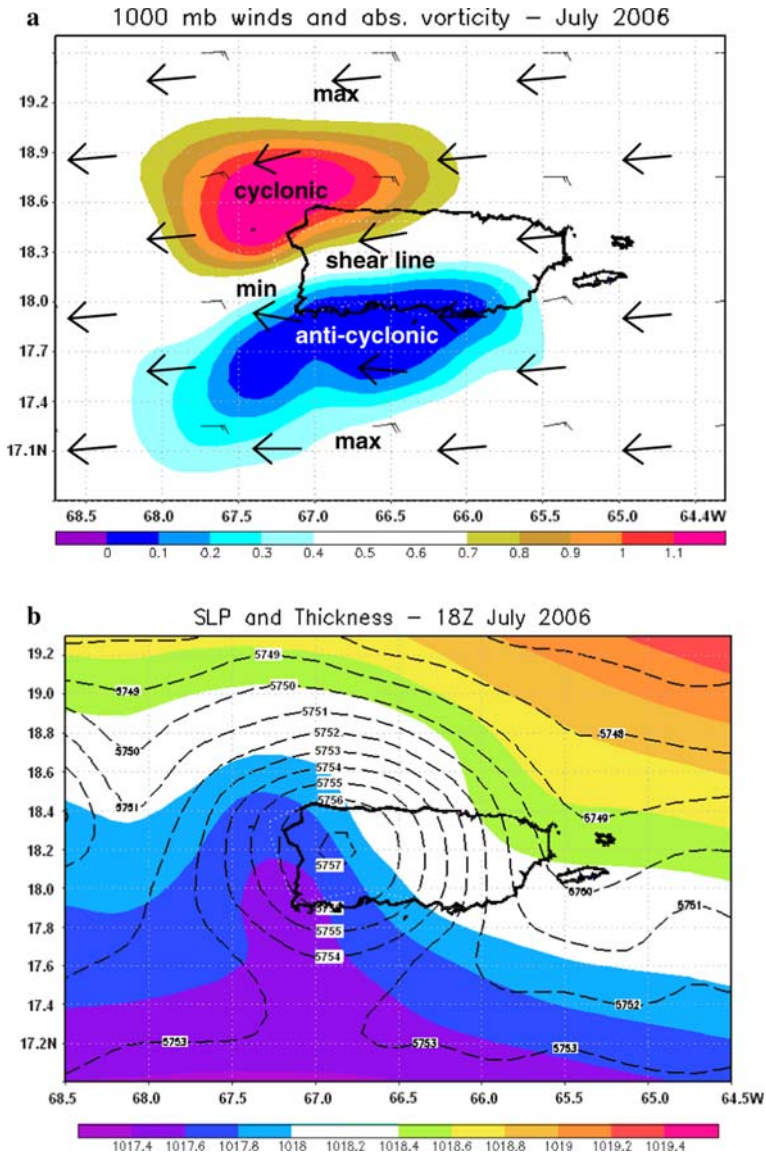 a
1000 mb winds and abs. vorticity – July 2006
max
19.2
18.9
cyclonic
18.6
18.3
shear line
min
18.0
anti-cyclonic
17.7
17.4
max
17.1N
68.5 68.0 67.5 67.0 66.5 66.0 65.5 65.0 64.4W
0 0.1 0.2 0.3 0.4 0.5 0.6 0.7 0.8 0.9 1 1.1
b
SLP and Thickness – 18Z July 2006
19.2
5749
19.0
5749 5750
18.8
5751
5750 5752 5748
5753
18.6
5754
5755
5751 5756
18.4
5749
18.2
5757
18.0
5750
5751
17.8
5755
5754
17.6
17.4
5752
17.2N
5753 5753 5753
68.5 68.0 67.5 67.0 66.5 66.0 65.5 65.0 64.5W
1017.4 1017.6 1017.8 1018 1018.2 1018.4 1018.6 1018.8 1019 1019.2 1019.4